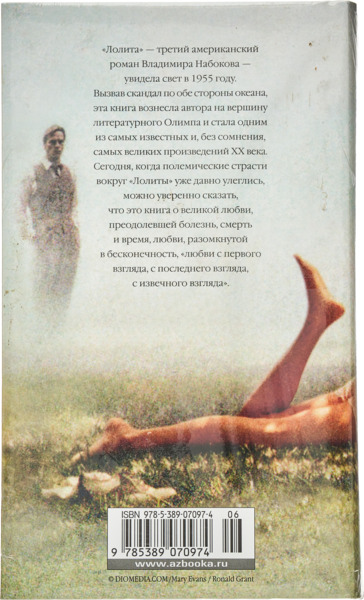 «Лолита» — третий американский
роман Владимира Набокова —
увидела свет в 1955 году.
Вызвав скандал по обе стороны океана,
эта книга вознесла автора на вершину
литературного Олимпа и стала одним
из самых известных и, без сомнения,
самых великих произведений XX века.
Сегодня, когда полемические страсти
вокруг «Лолиты» уже давно улеглись,
можно уверенно сказать,
что это книга о великой любви,
преодолевшей болезнь, смерть
и время, любви, разомкнутой
в бесконечность, «любви с первого
взгляда, с последнего взгляда,
с извечного взгляда».
ISBN 978-5-389-07097-4 06
9 785389 070974
www.azbooka.ru
© DIOMEDIA.COM/Mary Evans / Ronald Grant